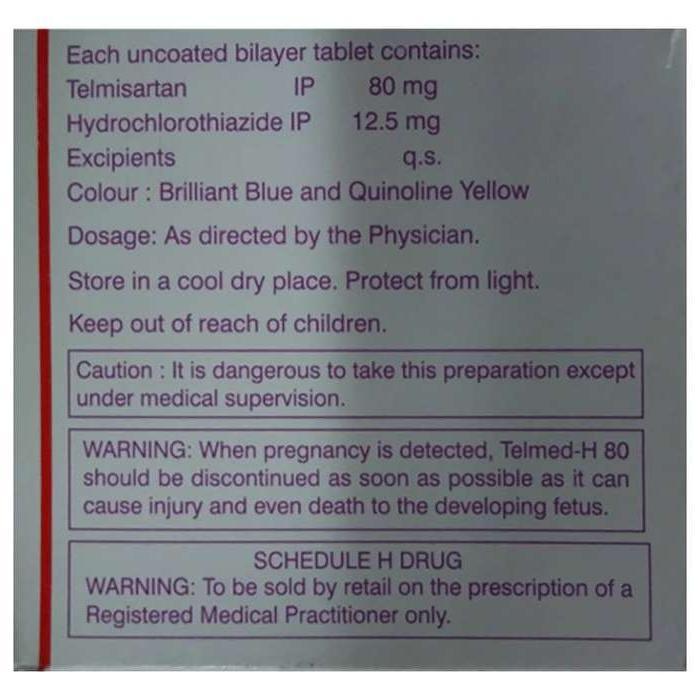 Each uncoated bilayer tablet contains:
Telmisartan IP 80 mg
Hydrochlorothiazide IP 12.5 mg
Excipients q.s.
Colour : Brilliant Blue and Quinoline Yellow
Dosage: As directed by the Physician.
Store in a cool dry place. Protect from light.
Keep out of reach of children.
Caution : It is dangerous to take this preparation except
under medical supervision.
WARNING: When pregnancy is detected, Telmed-H 80
should be discontinued as soon as possible as it can
cause injury and even death to the developing fetus.
SCHEDULE H DRUG
WARNING: To be sold by retail on the prescription of a
Registered Medical Practitioner only.